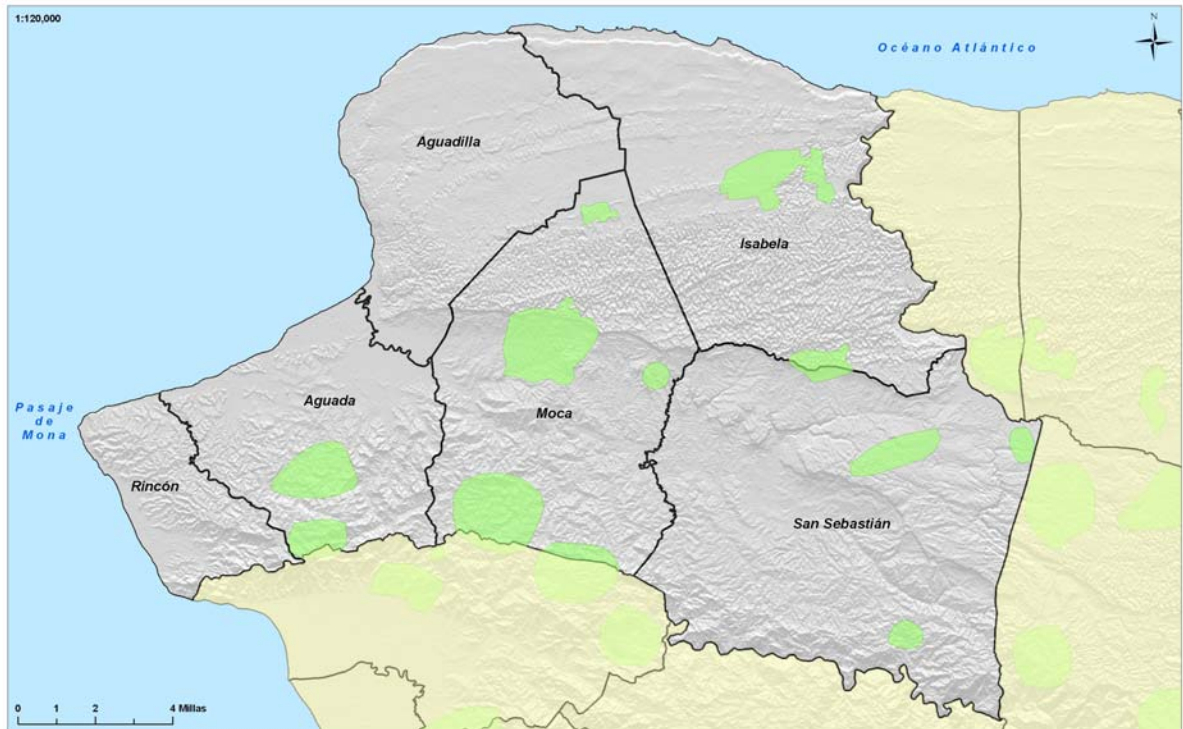 1:120,000
N
Océano Atlántico
Aguadilla
Isabela
Aguada
Moca
Pasaje
de
Mona
Rincón
San Sebastián
0 1 2 4 Millas